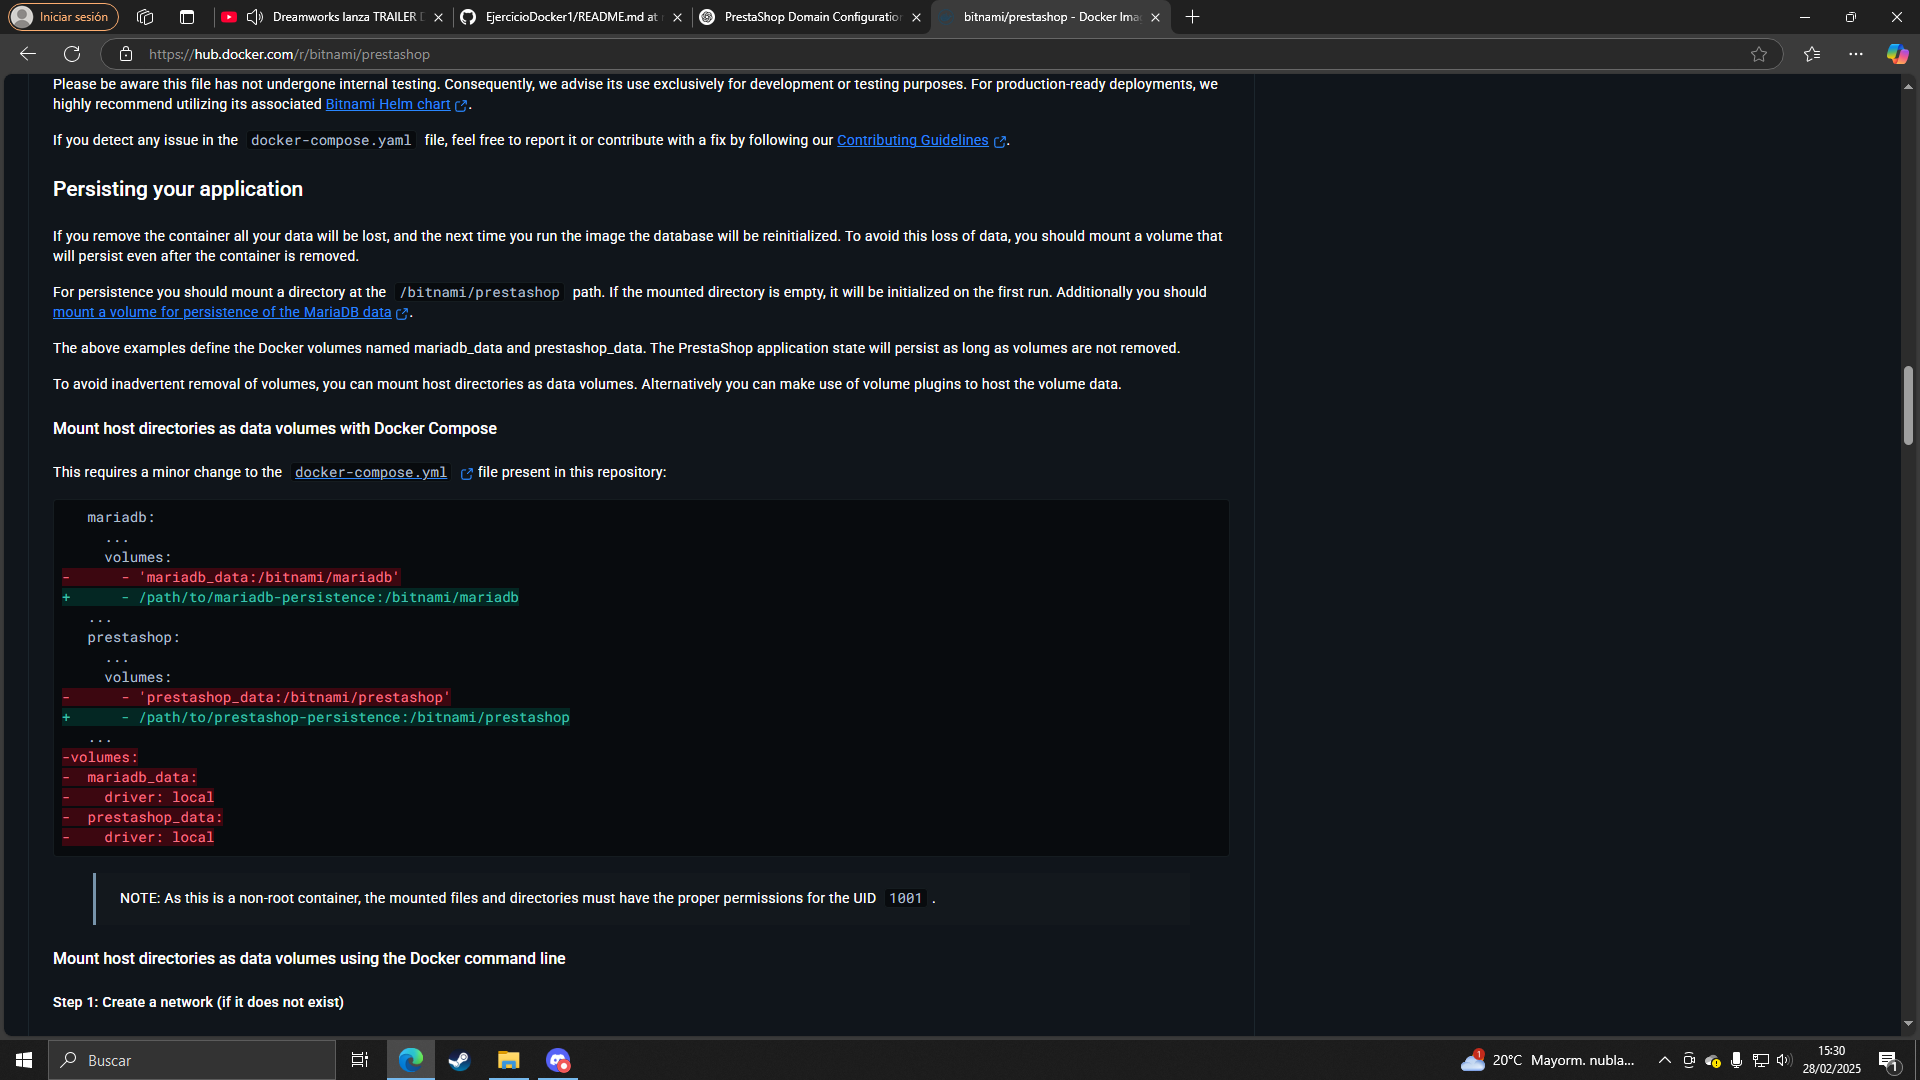 Iniciar sesión
Dreamworks lanza TRAILER
EjercicioDocker1/README.md at
PrestaShop Domain Configuration
bitnami/prestashop - Docker Ima
https://hub.docker.com/r/bitnami/prestashop
Please be aware this file has not undergone internal testing. Consequently, we advise its use exclusively for development or testing purposes. For production-ready deployments, we
highly recommend utilizing its associated Bitnami Helm chart.
If you detect any issue in the docker-compose.yaml file, feel free to report it or contribute with a fix by following our Contributing Guidelines.
Persisting your application
If you remove the container all your data will be lost, and the next time you run the image the database will be reinitialized. To avoid this loss of data, you should mount a volume that
will persist even after the container is removed.
For persistence you should mount a directory at the /bitnami/prestashop path. If the mounted directory is empty, it will be initialized on the first run. Additionally you should
mount a volume for persistence of the MariaDB data.
The above examples define the Docker volumes named mariadb_data and prestashop_data. The PrestaShop application state will persist as long as volumes are not removed.
To avoid inadvertent removal of volumes, you can mount host directories as data volumes. Alternatively you can make use of volume plugins to host the volume data.
Mount host directories as data volumes with Docker Compose
This requires a minor change to the docker-compose.yml file present in this repository:
   mariadb:
     ...
     volumes:
-      - 'mariadb_data:/bitnami/mariadb'
+      - /path/to/mariadb-persistence:/bitnami/mariadb
   ...
   prestashop:
     ...
     volumes:
-      - 'prestashop_data:/bitnami/prestashop'
+      - /path/to/prestashop-persistence:/bitnami/prestashop
   ...
-volumes:
-  mariadb_data:
-    driver: local
-  prestashop_data:
-    driver: local
NOTE: As this is a non-root container, the mounted files and directories must have the proper permissions for the UID 1001 .
Mount host directories as data volumes using the Docker command line
Step 1: Create a network (if it does not exist)
Buscar
1
20°C Mayorm. nubla...
15:30
28/02/2025
1